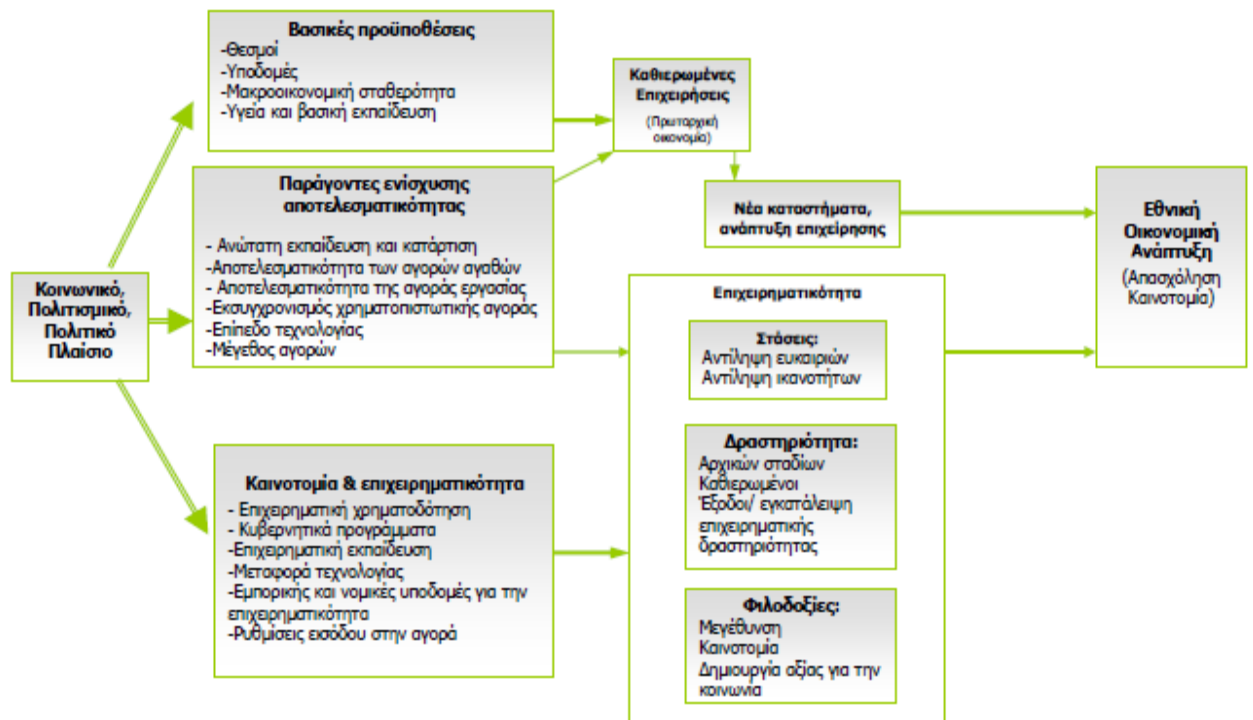 Βασικές προϋποθέσεις
-Θεσμοί
-Υποδομές
-Μακροοικονομική σταθερότητα
-Υγεία και βασική εκπαίδευση
Καθιερωμένες
Επιχειρήσεις
(Πρωταρχική
οικονομία)
Παράγοντες ενίσχυσης
αποτελεσματικότητας
- Ανώτατη εκπαίδευση και κατάρτιση
-Αποτελεσματικότητα των αγορών αγαθών
- Αποτελεσματικότητα της αγοράς εργασίας
-Εκσυγχρονισμός χρηματοπιστωτικής αγοράς
-Επίπεδο τεχνολογίας
-Μέγεθος αγορών
Νέα καταστήματα,
ανάπτυξη επιχείρησης
Εθνική
Οικονομική
Ανάπτυξη
(Απασχόληση
Καινοτομία)
Κοινωνικό,
Πολιτισμικό,
Πολιτικό
Πλαίσιο
Επιχειρηματικότητα
Στάσεις:
Αντίληψη ευκαιριών
Αντίληψη ικανοτήτων
Δραστηριότητα:
Αρχικών σταδίων
Καθιερωμένοι
Έξοδοι/ εγκατάλειψη
επιχειρηματικής
δραστηριότητας
Καινοτομία & επιχειρηματικότητα
- Επιχειρηματική χρηματοδότηση
- Κυβερνητικά προγράμματα
-Επιχειρηματική εκπαίδευση
-Μεταφορά τεχνολογίας
-Εμπορικής και νομικές υποδομές για την
επιχειρηματικότητα
-Ρυθμίσεις εισόδου στην αγορά
Φιλοδοξίες:
Μεγέθυνση
Καινοτομία
Δημιουργία αξίας για την
κοινωνία